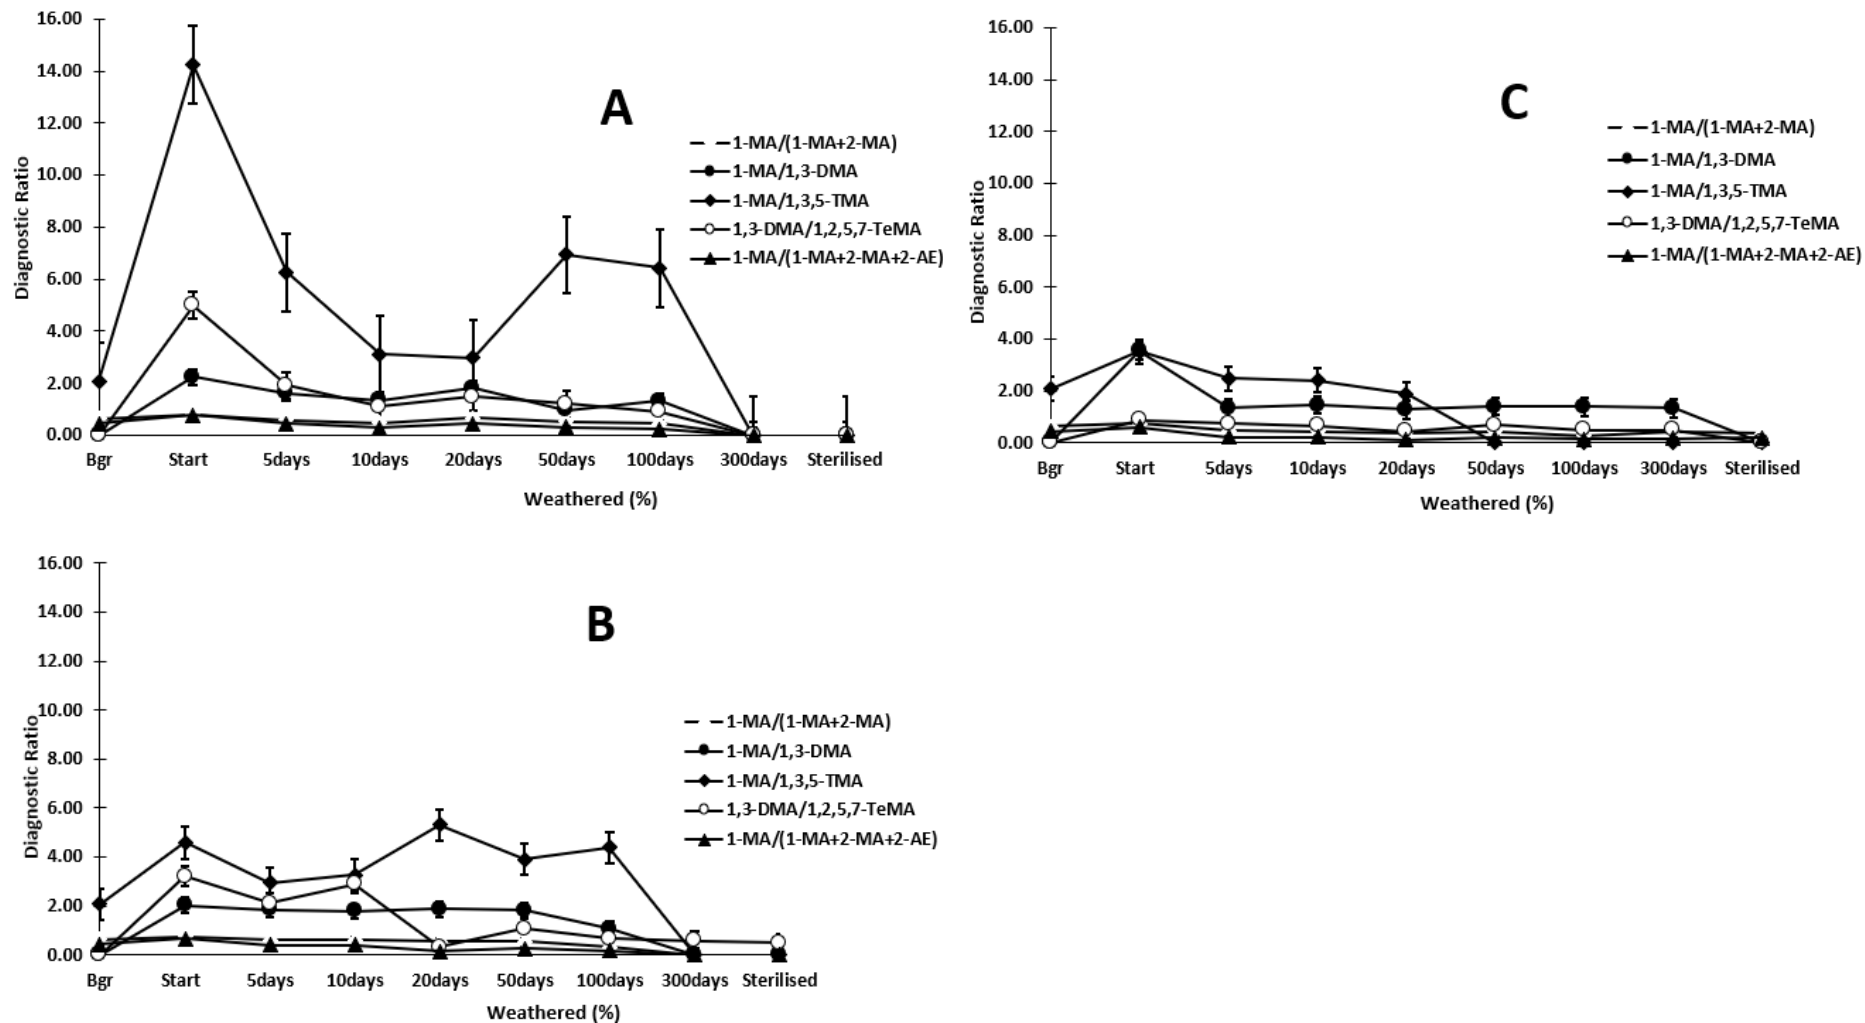 A
16.00
14.00
12.00
10.00
8.00
6.00
4.00
2.00
0.00
Diagnostic Ratio
Bgr Start 5days 10days 20days 50days 100days 300days Sterilised
Weathered (%)
1-MA/(1-MA+2-MA)
1-MA/1,3-DMA
1-MA/1,3,5-TMA
1,3-DMA/1,2,5,7-TeMA
1-MA/(1-MA+2-MA+2-AE)
C
16.00
14.00
12.00
10.00
8.00
6.00
4.00
2.00
0.00
Diagnostic Ratio
Bgr Start 5days 10days 20days 50days 100days 300days Sterilised
Weathered (%)
1-MA/(1-MA+2-MA)
1-MA/1,3-DMA
1-MA/1,3,5-TMA
1,3-DMA/1,2,5,7-TeMA
1-MA/(1-MA+2-MA+2-AE)
B
16.00
14.00
12.00
10.00
8.00
6.00
4.00
2.00
0.00
Diagnostic Ratio
Bgr Start 5days 10days 20days 50days 100days 300days Sterilised
Weathered (%)
1-MA/(1-MA+2-MA)
1-MA/1,3-DMA
1-MA/1,3,5-TMA
1,3-DMA/1,2,5,7-TeMA
1-MA/(1-MA+2-MA+2-AE)